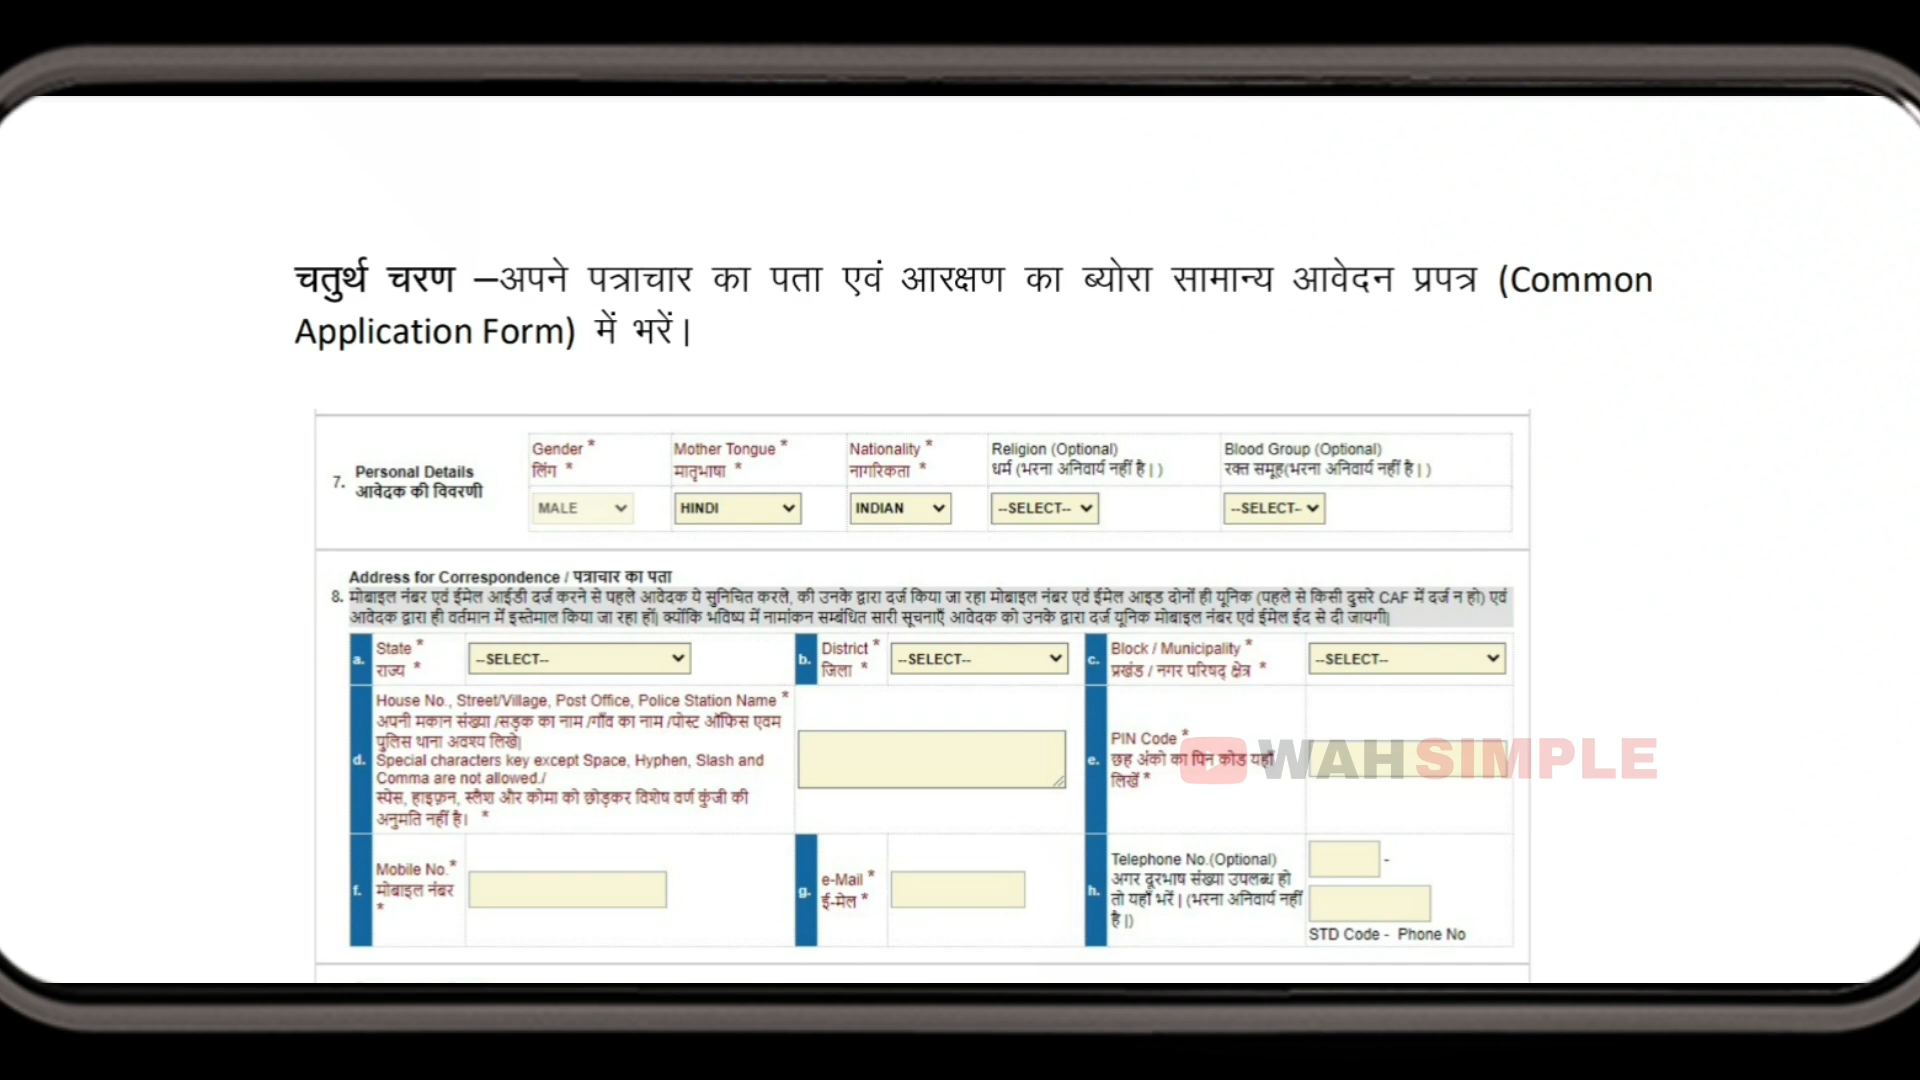 चतुर्थ चरण –अपने पत्राचार का पता एवं आरक्षण का ब्योरा सामान्य आवेदन प्रपत्र (Common
Application Form) में भरें|
7. Personal Details
आवेदक की विवरणी
Gender *
लिंग *
MALE
Mother Tongue *
मातृभाषा *
HINDI
Nationality *
नागरिकता *
INDIAN
Religion (Optional)
धर्म (भरना अनिवार्य नहीं है | )
--SELECT--
Blood Group (Optional)
रक्त समूह(भरना अनिवार्य नहीं है | )
--SELECT--
Address for Correspondence / पत्राचार का पता
8. मोबाइल नंबर एवं ईमेल आईडी दर्ज करने से पहले आवेदक ये सुनिचित करले, की उनके द्वारा दर्ज किया जा रहा मोबाइल नंबर एवं ईमेल आइड दोनों ही यूनिक (पहले से किसी दुसरे CAF में दर्ज न हो) एवं
आवेदक द्वारा ही वर्तमान में इस्तेमाल किया जा रहा हों| क्योंकि भविष्य में नामांकन सम्बंधित सारी सूचनाएँ आवेदक को उनके द्वारा दर्ज यूनिक मोबाइल नंबर एवं ईमेल ईद से दी जायगी|
a. State *
राज्य *
--SELECT--
b. District *
जिला *
--SELECT--
c. Block / Municipality *
प्रखंड / नगर परिषद् क्षेत्र *
--SELECT--
d. House No., Street/Village, Post Office, Police Station Name *
अपनी मकान संख्या /सड़क का नाम /गाँव का नाम /पोस्ट ऑफिस एवम
पुलिस थाना अवश्य लिखे|
Special characters key except Space, Hyphen, Slash and
Comma are not allowed./
स्पेस, हाइफ़न, स्लैश और कोमा को छोड़कर विशेष वर्ण कुंजी की
अनुमति नहीं है। *
e. PIN Code *
छह अंको का पिन कोड यहाँ
लिखें *
WAHSIMPLE
f. Mobile No.*
मोबाइल नंबर
*
g. e-Mail *
ई-मेल *
h. Telephone No.(Optional)
अगर दूरभाष संख्या उपलब्ध हो
तो यहाँ भरें | (भरना अनिवार्य नहीं
है |)
-
STD Code - Phone No